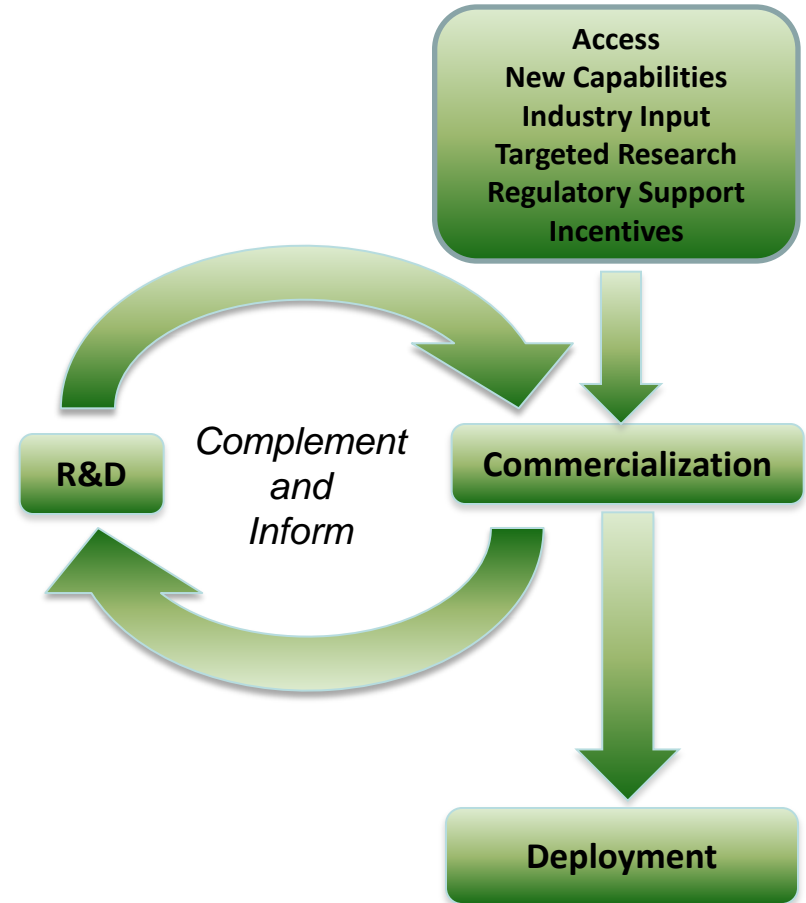 Access
New Capabilities
Industry Input
Targeted Research
Regulatory Support
Incentives
R&D
Complement
and
Inform
Commercialization
Deployment